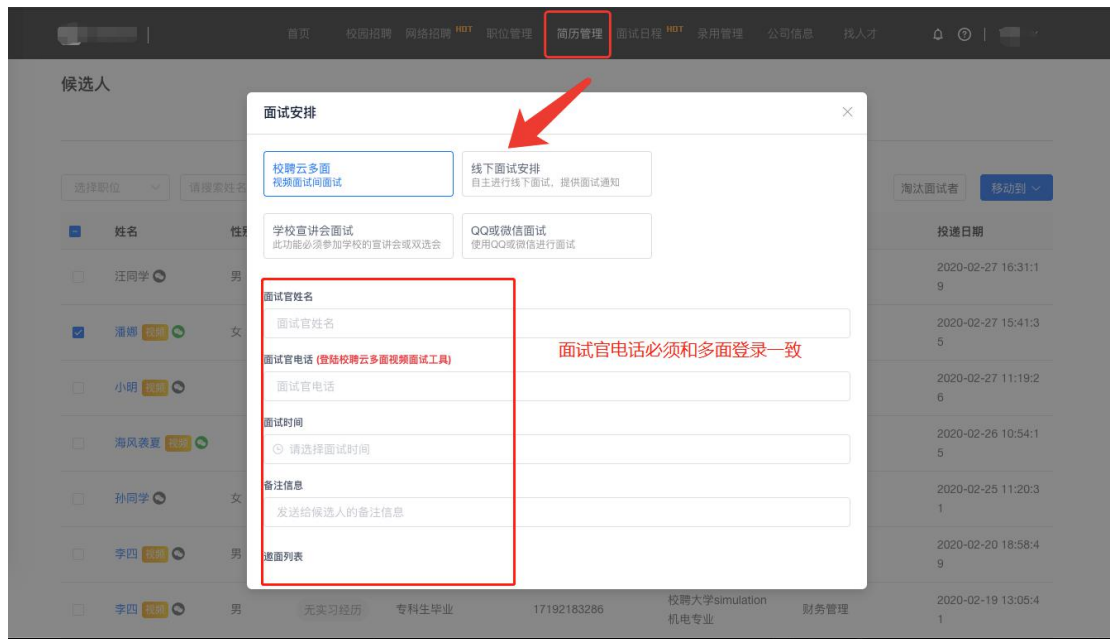 首页 校园招聘 网络招聘 HOT 职位管理 简历管理 面试日程 HOT 录用管理 公司信息 找人才
候选人
面试安排
校聘云多面
视频面试间面试
线下面试安排
自主进行线下面试，提供面试通知
选择职位
请搜索姓名
淘汰面试者
移动到
学校宣讲会面试
此功能必须参加学校的宣讲会或双选会
QQ或微信面试
使用QQ或微信进行面试
姓名
性别
投递日期
汪同学
男
2020-02-27 16:31:1
9
面试官姓名
面试官姓名
潘娜 视频
女
2020-02-27 15:41:3
5
面试官电话 (登陆校聘云多面视频面试工具)
面试官电话必须和多面登录一致
面试官电话
小明 视频
2020-02-27 11:19:2
6
面试时间
请选择面试时间
海风袭夏 视频
2020-02-26 10:54:1
5
备注信息
发送给候选人的备注信息
孙同学
女
2020-02-25 11:20:3
1
邀面列表
李四 视频
男
2020-02-20 18:58:4
9
李四 视频
男
无实习经历
专科生毕业
17192183286
校聘大学simulation
机电专业
财务管理
2020-02-19 13:05:4
1